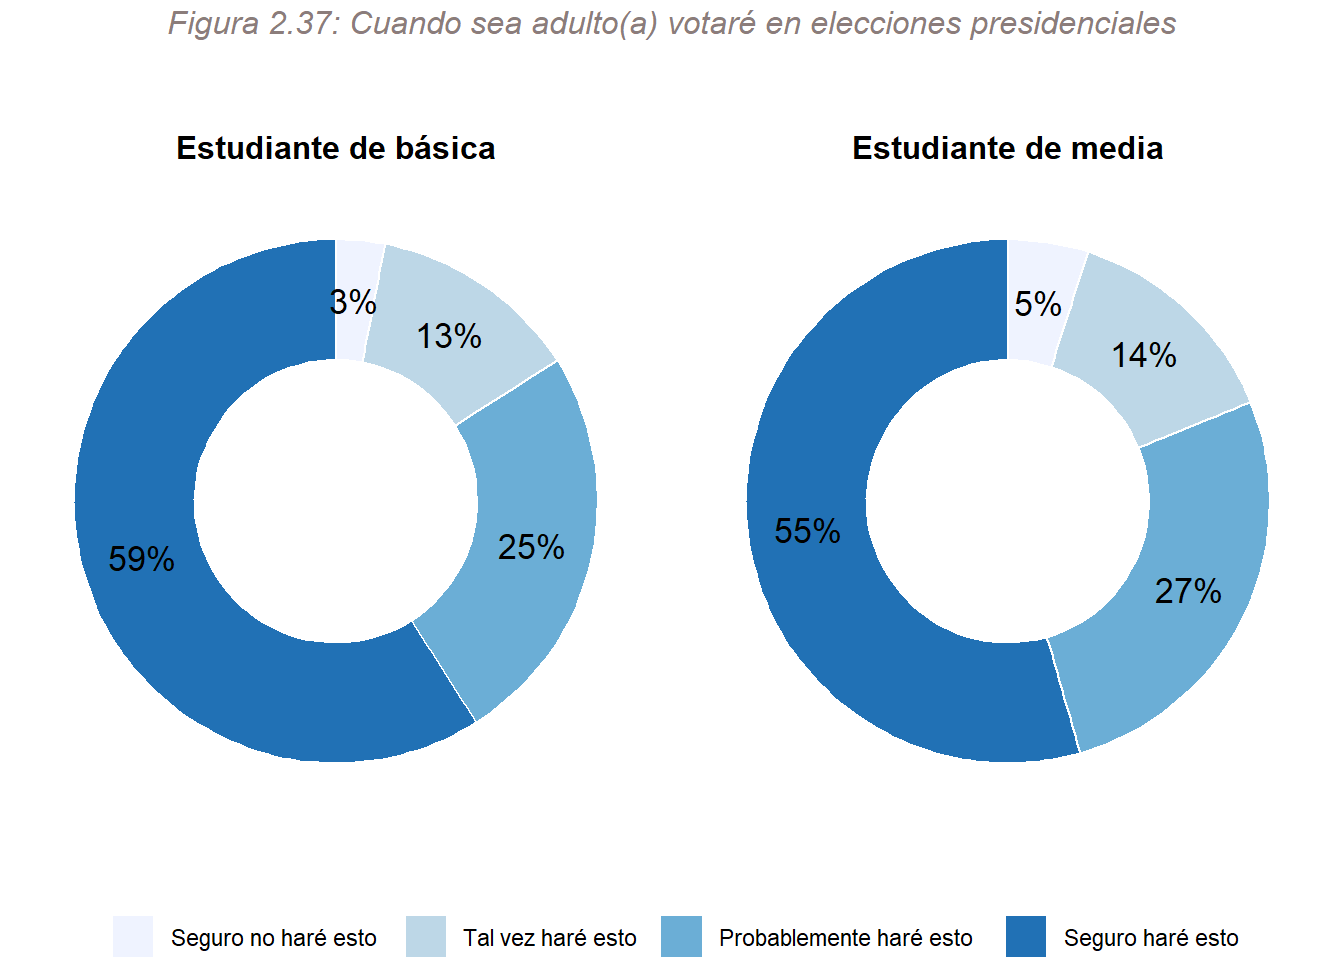 Figura 2.37: Cuando sea adulto(a) votaré en elecciones presidenciales
Estudiante de básica
Estudiante de media
3%
13%
25%
59%
5%
14%
27%
55%
Seguro no haré esto
Tal vez haré esto
Probablemente haré esto
Seguro haré esto